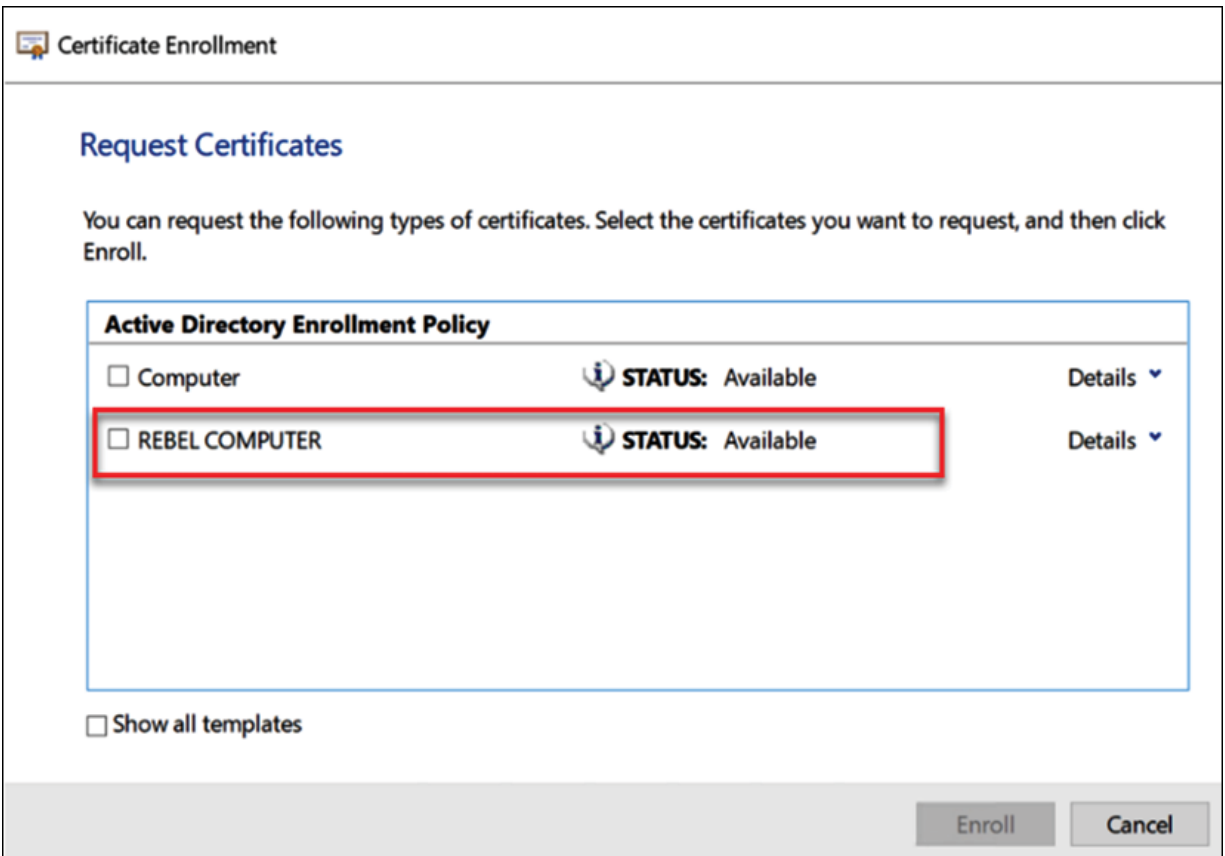 Certificate Enrollment
Request Certificates
You can request the following types of certificates. Select the certificates you want to request, and then click
Enroll.
Active Directory Enrollment Policy
Computer STATUS: Available Details
REBEL COMPUTER STATUS: Available Details
Show all templates
Enroll Cancel